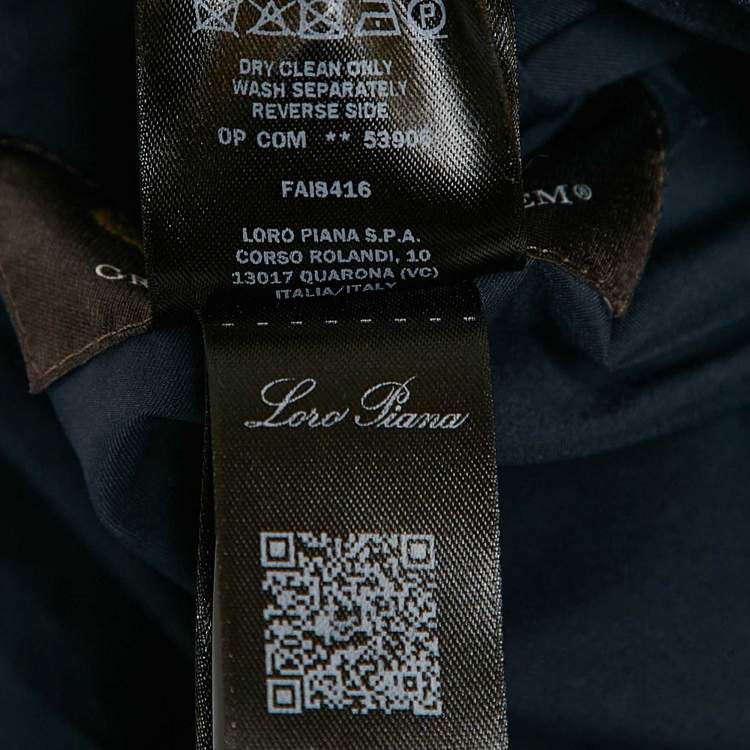 DRY CLEAN ONLY
WASH SEPARATELY
REVERSE SIDE
OP COM ** 53906
FAI8416
LORO PIANA S.P.A.
CORSO ROLANDI, 10
13017 QUARONA (VC)
ITALIA/ITALY
Loro Piana